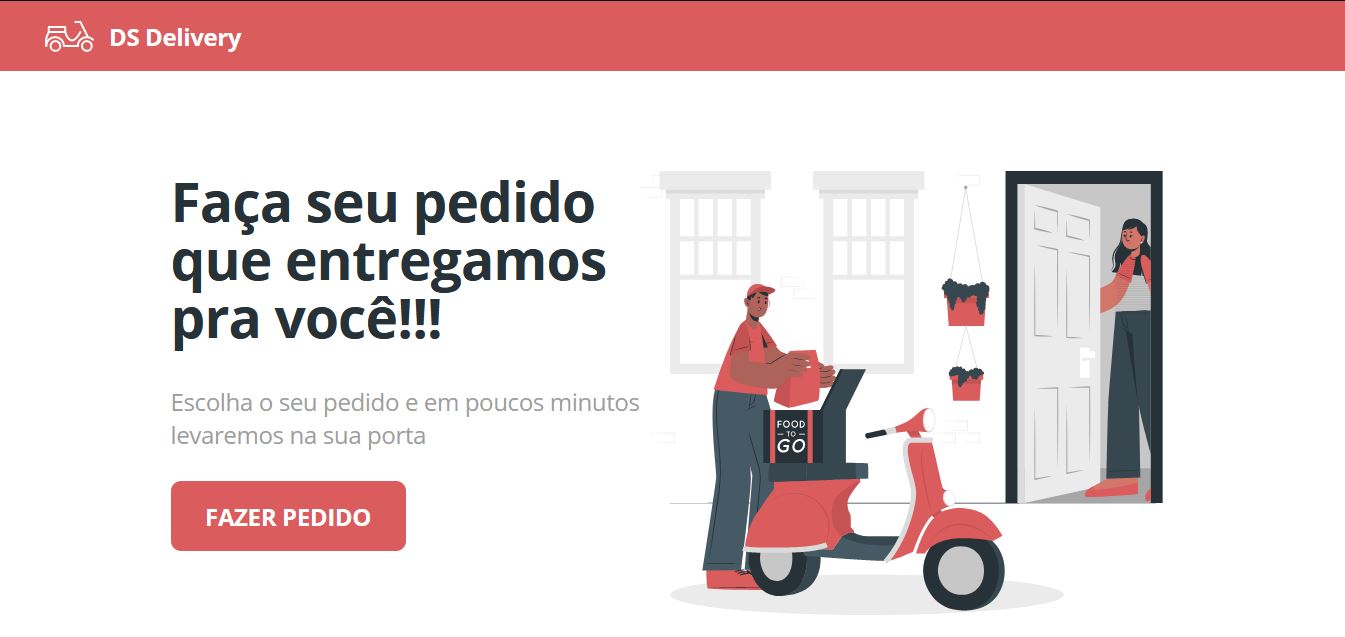 DS Delivery
Faça seu pedido
que entregamos
pra você!!!
Escolha o seu pedido e em poucos minutos
levaremos na sua porta
FAZER PEDIDO
FOOD
TO
GO